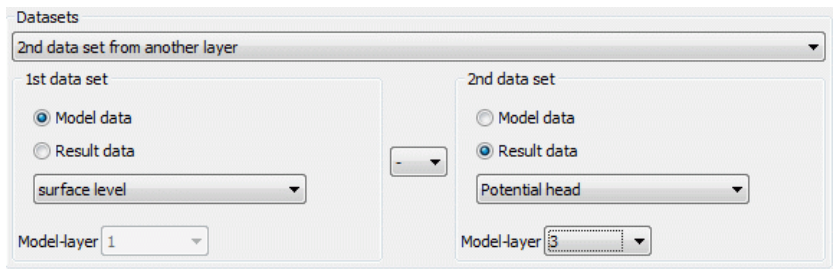 Datasets
2nd data set from another layer
1st data set
Model data
Result data
surface level
Model-layer 1
-
2nd data set
Model data
Result data
Potential head
Model-layer 3